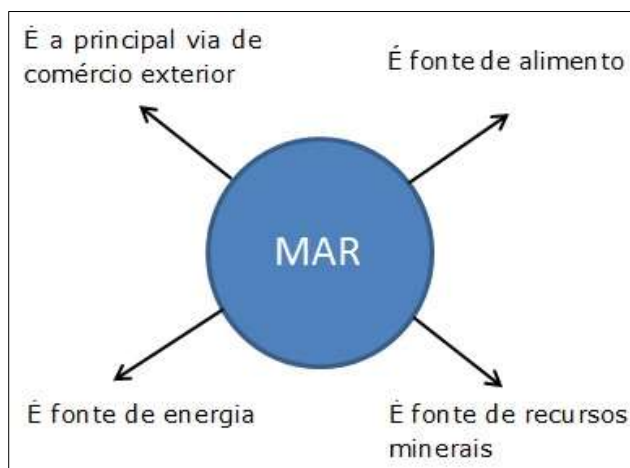 É a principal via de
comércio exterior
É fonte de alimento
MAR
É fonte de energia
É fonte de recursos
minerais